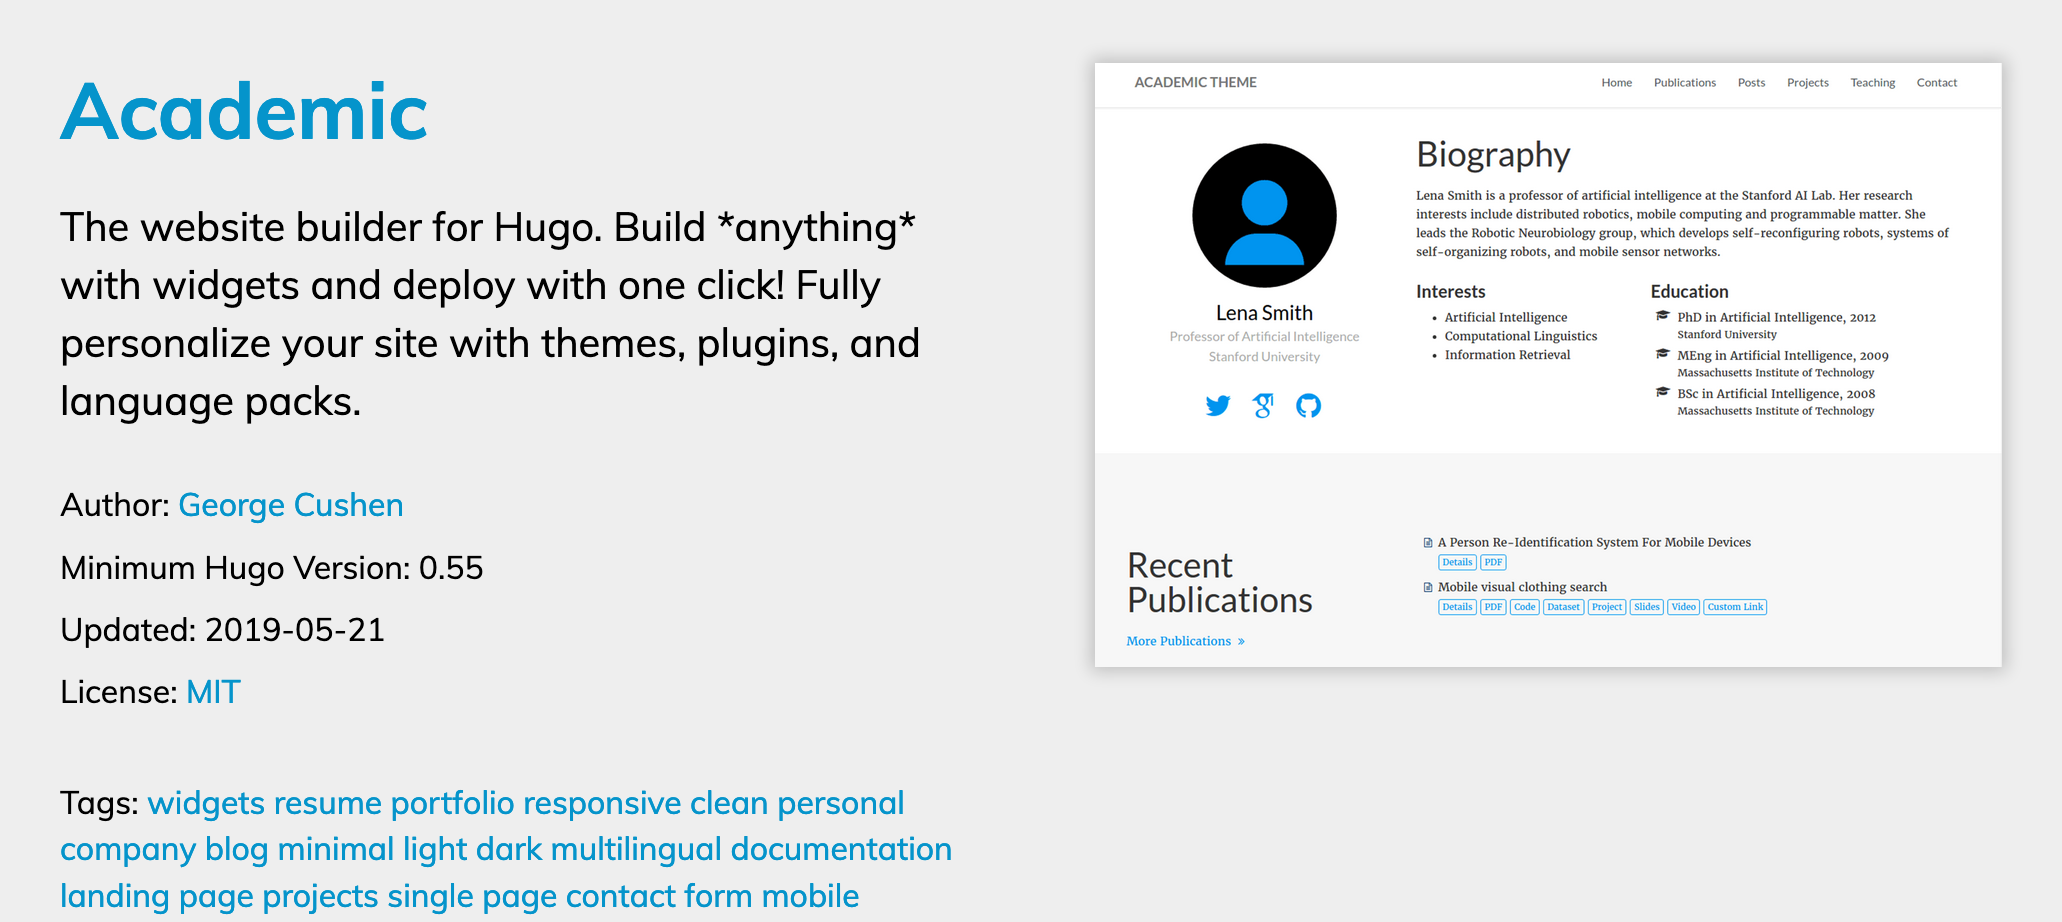 Academic
The website builder for Hugo. Build *anything*
with widgets and deploy with one click! Fully
personalize your site with themes, plugins, and
language packs.
Author: George Cushen
Minimum Hugo Version: 0.55
Updated: 2019-05-21
License: MIT
Tags: widgets resume portfolio responsive clean personal
company blog minimal light dark multilingual documentation
landing page projects single page contact form mobile
ACADEMIC THEME
Home Publications Posts Projects Teaching Contact
Lena Smith
Professor of Artificial Intelligence
Stanford University
Biography
Lena Smith is a professor of artificial intelligence at the Stanford AI Lab. Her research
interests include distributed robotics, mobile computing and programmable matter. She
leads the Robotic Neurobiology group, which develops self-reconfiguring robots, systems of
self-organizing robots, and mobile sensor networks.
Interests
• Artificial Intelligence
• Computational Linguistics
• Information Retrieval
Education
PhD in Artificial Intelligence, 2012
Stanford University
MEng in Artificial Intelligence, 2009
Massachusetts Institute of Technology
BSc in Artificial Intelligence, 2008
Massachusetts Institute of Technology
Recent
Publications
More Publications »
A Person Re-Identification System For Mobile Devices
Details PDF
Mobile visual clothing search
Details PDF Code Dataset Project Slides Video Custom Link